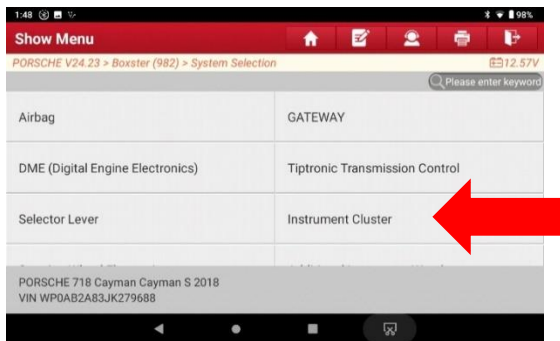 1:48
98%
Show Menu
PORSCHE V24.23 > Boxster (982) > System Selection
12.57V
Please enter keyword
Airbag
GATEWAY
DME (Digital Engine Electronics)
Tiptronic Transmission Control
Selector Lever
Instrument Cluster
PORSCHE 718 Cayman Cayman S 2018
VIN WP0AB2A83JK279688